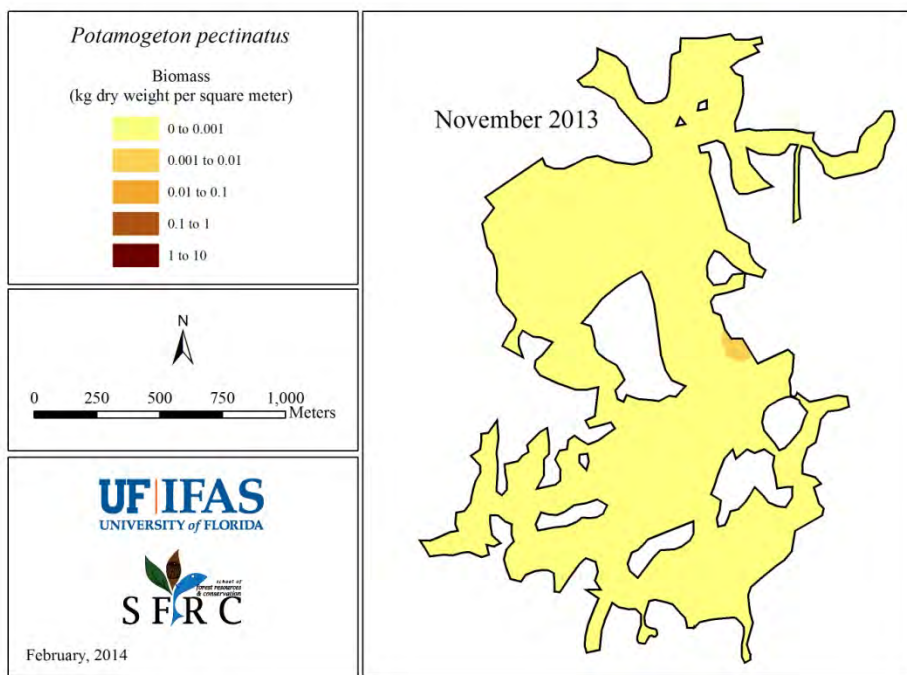 Potamogeton pectinatus
Biomass
(kg dry weight per square meter)
0 to 0.001
0.001 to 0.01
0.01 to 0.1
0.1 to 1
1 to 10
N
0 250 500 750 1,000
Meters
UF|IFAS
UNIVERSITY of FLORIDA
school of
forest resources
& conservation
SFRC
February, 2014
November 2013